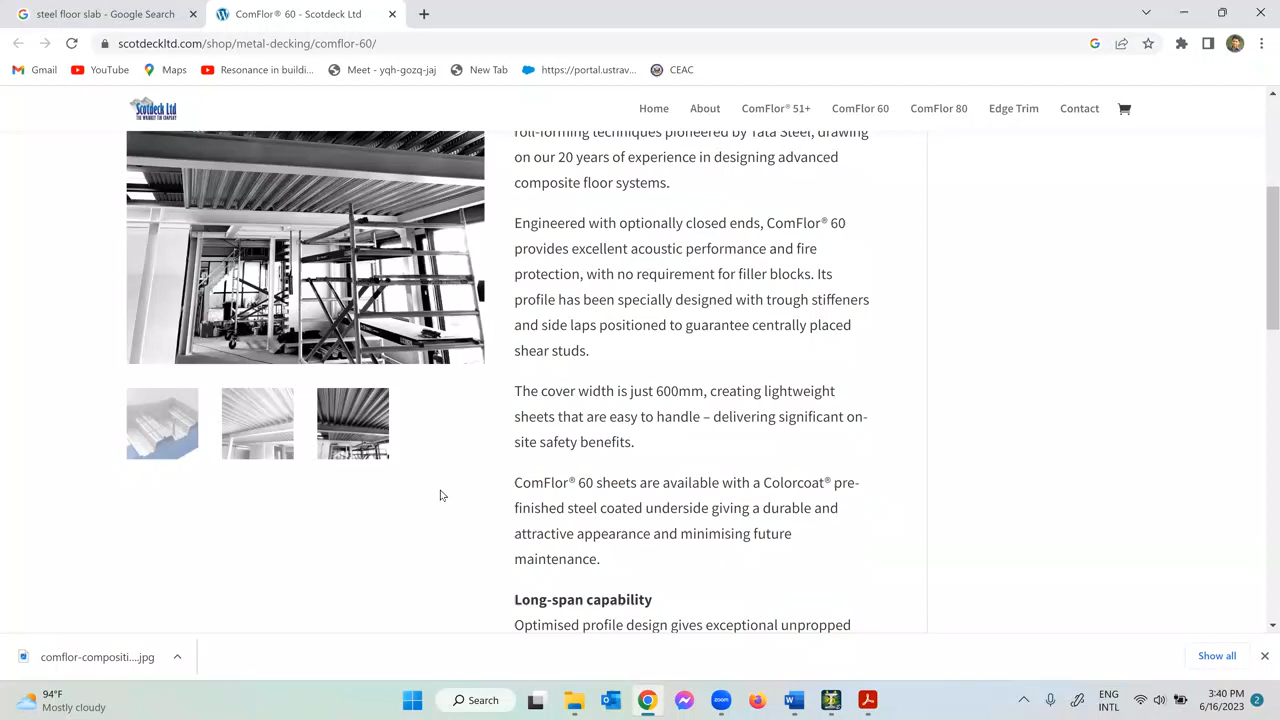 steel floor slab - Google Search
ComFlor® 60 - Scotdeck Ltd
scotdeckltd.com/shop/metal-decking/comflor-60/
Gmail
YouTube
Maps
Resonance in buildi...
Meet - yqh-gozq-jaj
New Tab
https://portal.ustrav...
CEAC
Scotdeck Ltd
Home
About
ComFlor® 51+
ComFlor 60
ComFlor 80
Edge Trim
Contact
roll-forming techniques pioneered by Tata Steel, drawing
on our 20 years of experience in designing advanced
composite floor systems.
Engineered with optionally closed ends, ComFlor® 60
provides excellent acoustic performance and fire
protection, with no requirement for filler blocks. Its
profile has been specially designed with trough stiffeners
and side laps positioned to guarantee centrally placed
shear studs.
The cover width is just 600mm, creating lightweight
sheets that are easy to handle – delivering significant on-
site safety benefits.
ComFlor® 60 sheets are available with a Colorcoat® pre-
finished steel coated underside giving a durable and
attractive appearance and minimising future
maintenance.
Long-span capability
Optimised profile design gives exceptional unpropped
comflor-compositi....jpg
Show all
94°F
Mostly cloudy
Search
zoom
ENG
INTL
3:40 PM
6/16/2023
2